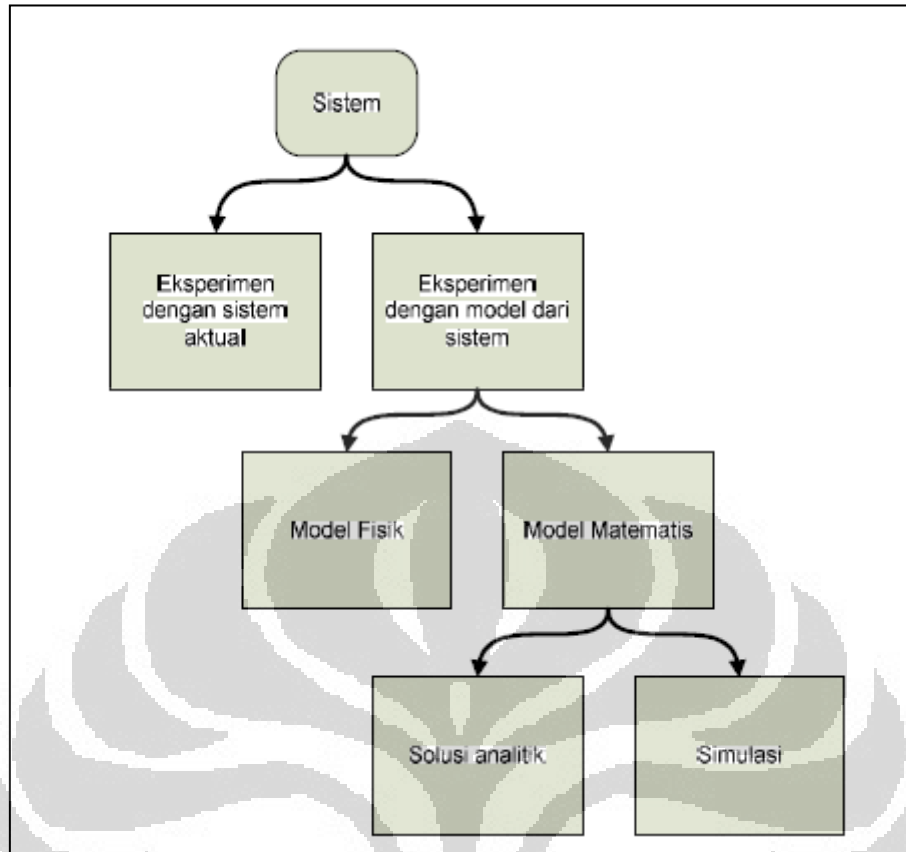 Sistem
Eksperimen
dengan sistem
aktual
Eksperimen
dengan model dari
sistem
Model Fisik
Model Matematis
Solusi analitik
Simulasi